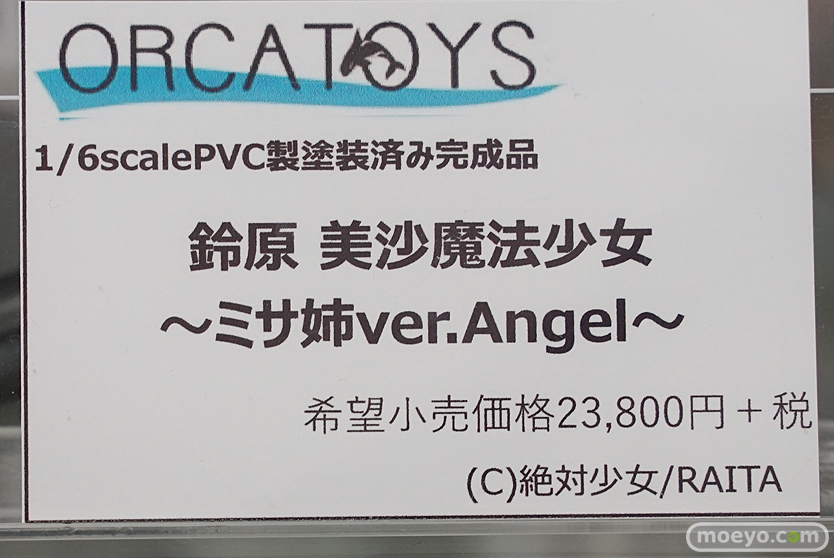 ORCATOYS
1/6scalePVC製塗装済み完成品
鈴原 美沙魔法少女
～ミサ姉ver.Angel～
希望小売価格23,800円＋税
(C)絶対少女/RAITA
moeyo.com